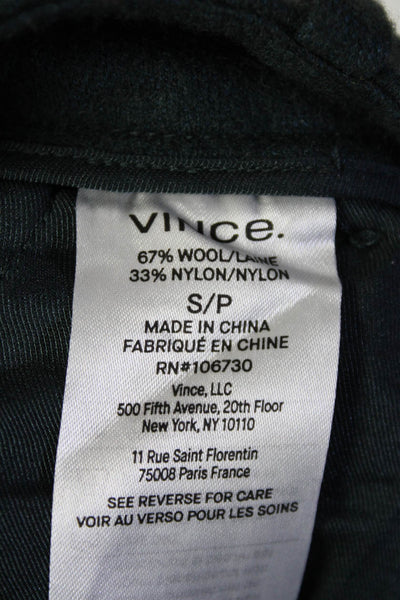 vince.
67% WOOL/LAINE
33% NYLON/NYLON
S/P
MADE IN CHINA
FABRIQUÉ EN CHINE
RN#106730
Vince, LLC
500 Fifth Avenue, 20th Floor
New York, NY 10110
11 Rue Saint Florentin
75008 Paris France
SEE REVERSE FOR CARE
VOIR AU VERSO POUR LES SOINS